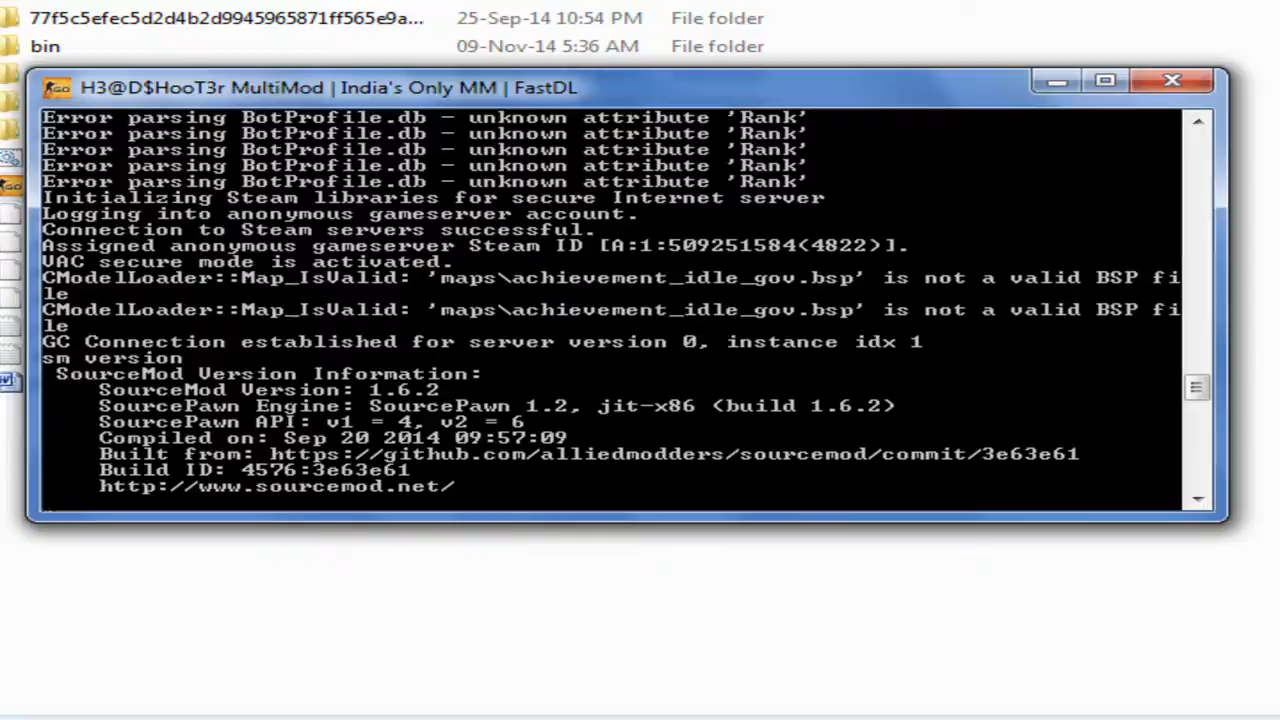 77f5c5efec5d2d4b2d9945965871ff565e9a... 25-Sep-14 10:54 PM File folder
bin 09-Nov-14 5:36 AM File folder
H3@D$HooT3r MultiMod | India's Only MM | FastDL
Error parsing BotProfile.db - unknown attribute 'Rank'
Error parsing BotProfile.db - unknown attribute 'Rank'
Error parsing BotProfile.db - unknown attribute 'Rank'
Error parsing BotProfile.db - unknown attribute 'Rank'
Error parsing BotProfile.db - unknown attribute 'Rank'
Initializing Steam libraries for secure Internet server
Logging into anonymous gameserver account.
Connection to Steam servers successful.
Assigned anonymous gameserver Steam ID [A:1:509251584(4822)].
VAC secure mode is activated.
CModelLoader::Map_IsValid: 'maps\achievement_idle_gov.bsp' is not a valid BSP fi
le
CModelLoader::Map_IsValid: 'maps\achievement_idle_gov.bsp' is not a valid BSP fi
le
GC Connection established for server version 0, instance idx 1
sm version
SourceMod Version Information:
SourceMod Version: 1.6.2
SourcePawn Engine: SourcePawn 1.2, jit-x86 (build 1.6.2)
SourcePawn API: v1 = 4, v2 = 6
Compiled on: Sep 20 2014 09:57:09
Built from: https://github.com/alliedmodders/sourcemod/commit/3e63e61
Build ID: 4576:3e63e61
http://www.sourcemod.net/